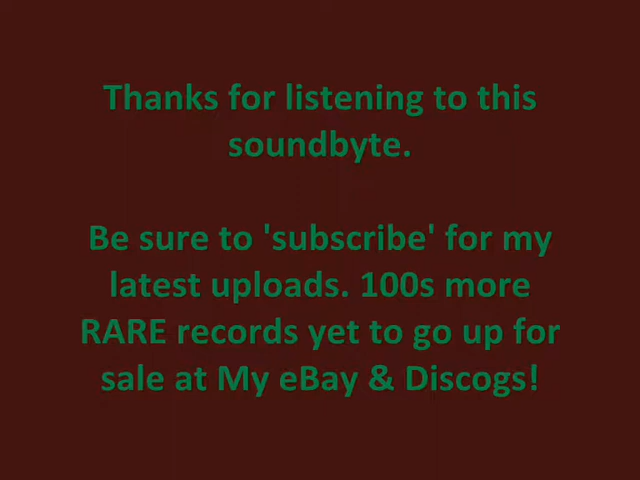 Thanks for listening to this
soundbyte.
Be sure to 'subscribe' for my
latest uploads. 100s more
RARE records yet to go up for
sale at My eBay & Discogs!